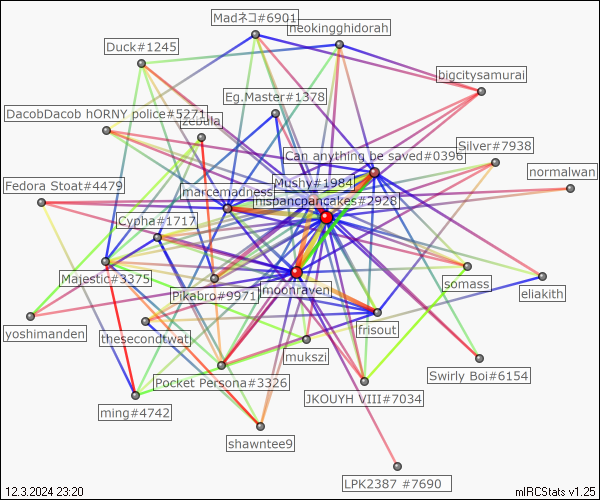 Madネコ#6901
neokingghidorah
Duck#1245
bigcitysamurai
Eg.Master#1378
DacobDacob hORNY police#5271
zebula
Silver#7938
Can anything be saved#0396
normalwan
Fedora Stoat#4479
Mushy#1984
marcemadness
nispancpancakes#2928
Cypha#1717
Majestic#3375
somass
eliakith
Pikabro#9971
moonraven
yoshimanden
thesecondtwat
frisout
mukszi
Swirly Boi#6154
Pocket Persona#3326
JKOUYH VIII#7034
ming#4742
shawntee9
LPK2387 #7690
12.3.2024 23:20
mIRCStats v1.25